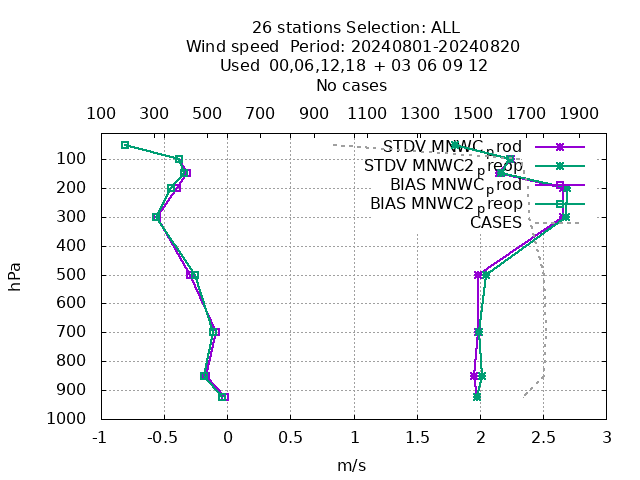 26 stations Selection: ALL
Wind speed  Period: 20240801-20240820
Used  00,06,12,18 + 03 06 09 12
No cases
100 300 500 700 900 1100 1300 1500 1700 1900
STDV MNWC_prod
STDV MNWC2_preop
BIAS MNWC_prod
BIAS MNWC2_preop
CASES
hPa
100
200
300
400
500
600
700
800
900
1000
-1 -0.5 0 0.5 1 1.5 2 2.5 3
m/s